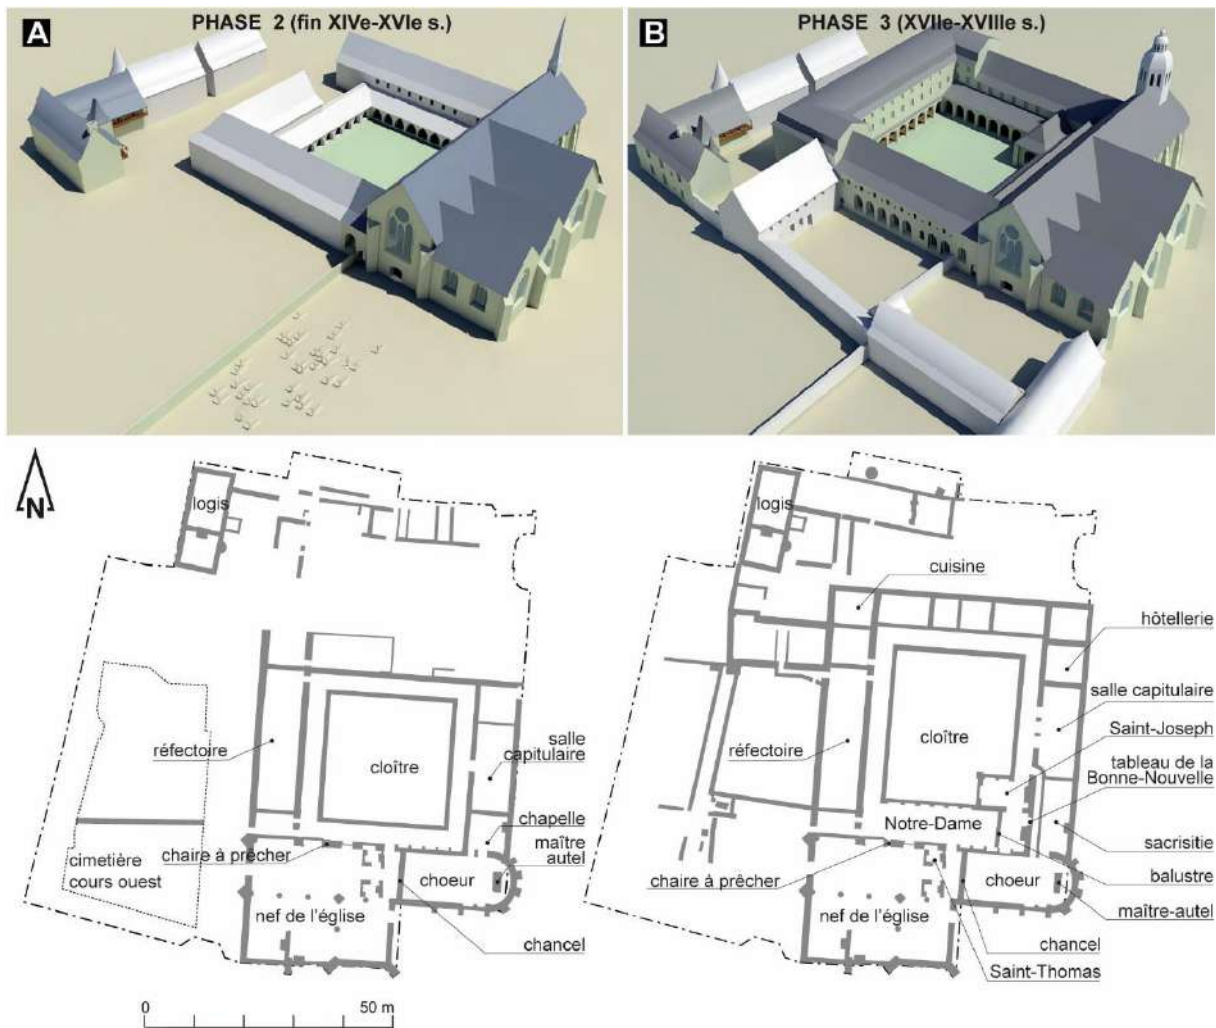 A
PHASE 2 (fin XIVe-XVIe s.)
B
PHASE 3 (XVIIe-XVIIIe s.)
N
logis
réfectoire
cloître
salle
capitulaire
chapelle
maître
autel
chaire à prêcher
cimetière
cours ouest
choeur
nef de l'église
chancel
0
50 m
logis
cuisine
hôtellerie
salle capitulaire
Saint-Joseph
tableau de la
Bonne-Nouvelle
réfectoire
cloître
Notre-Dame
sacrisitie
chaire à prêcher
balustre
choeur
maître-autel
nef de l'église
chancel
Saint-Thomas